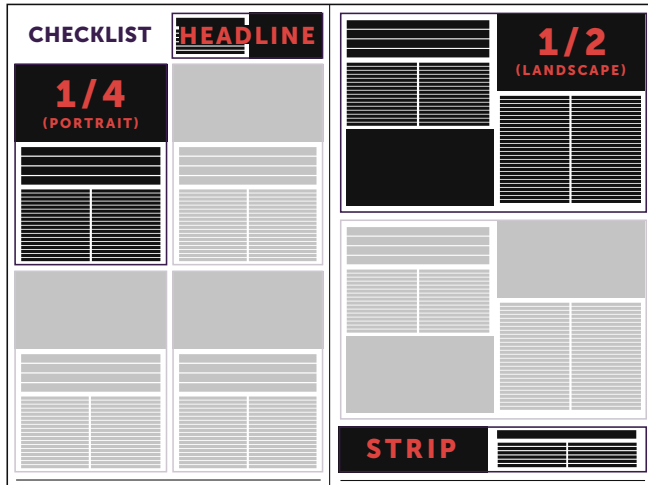 CHECKLIST
HEADLINE
1/4
(PORTRAIT)
1/2
(LANDSCAPE)
STRIP